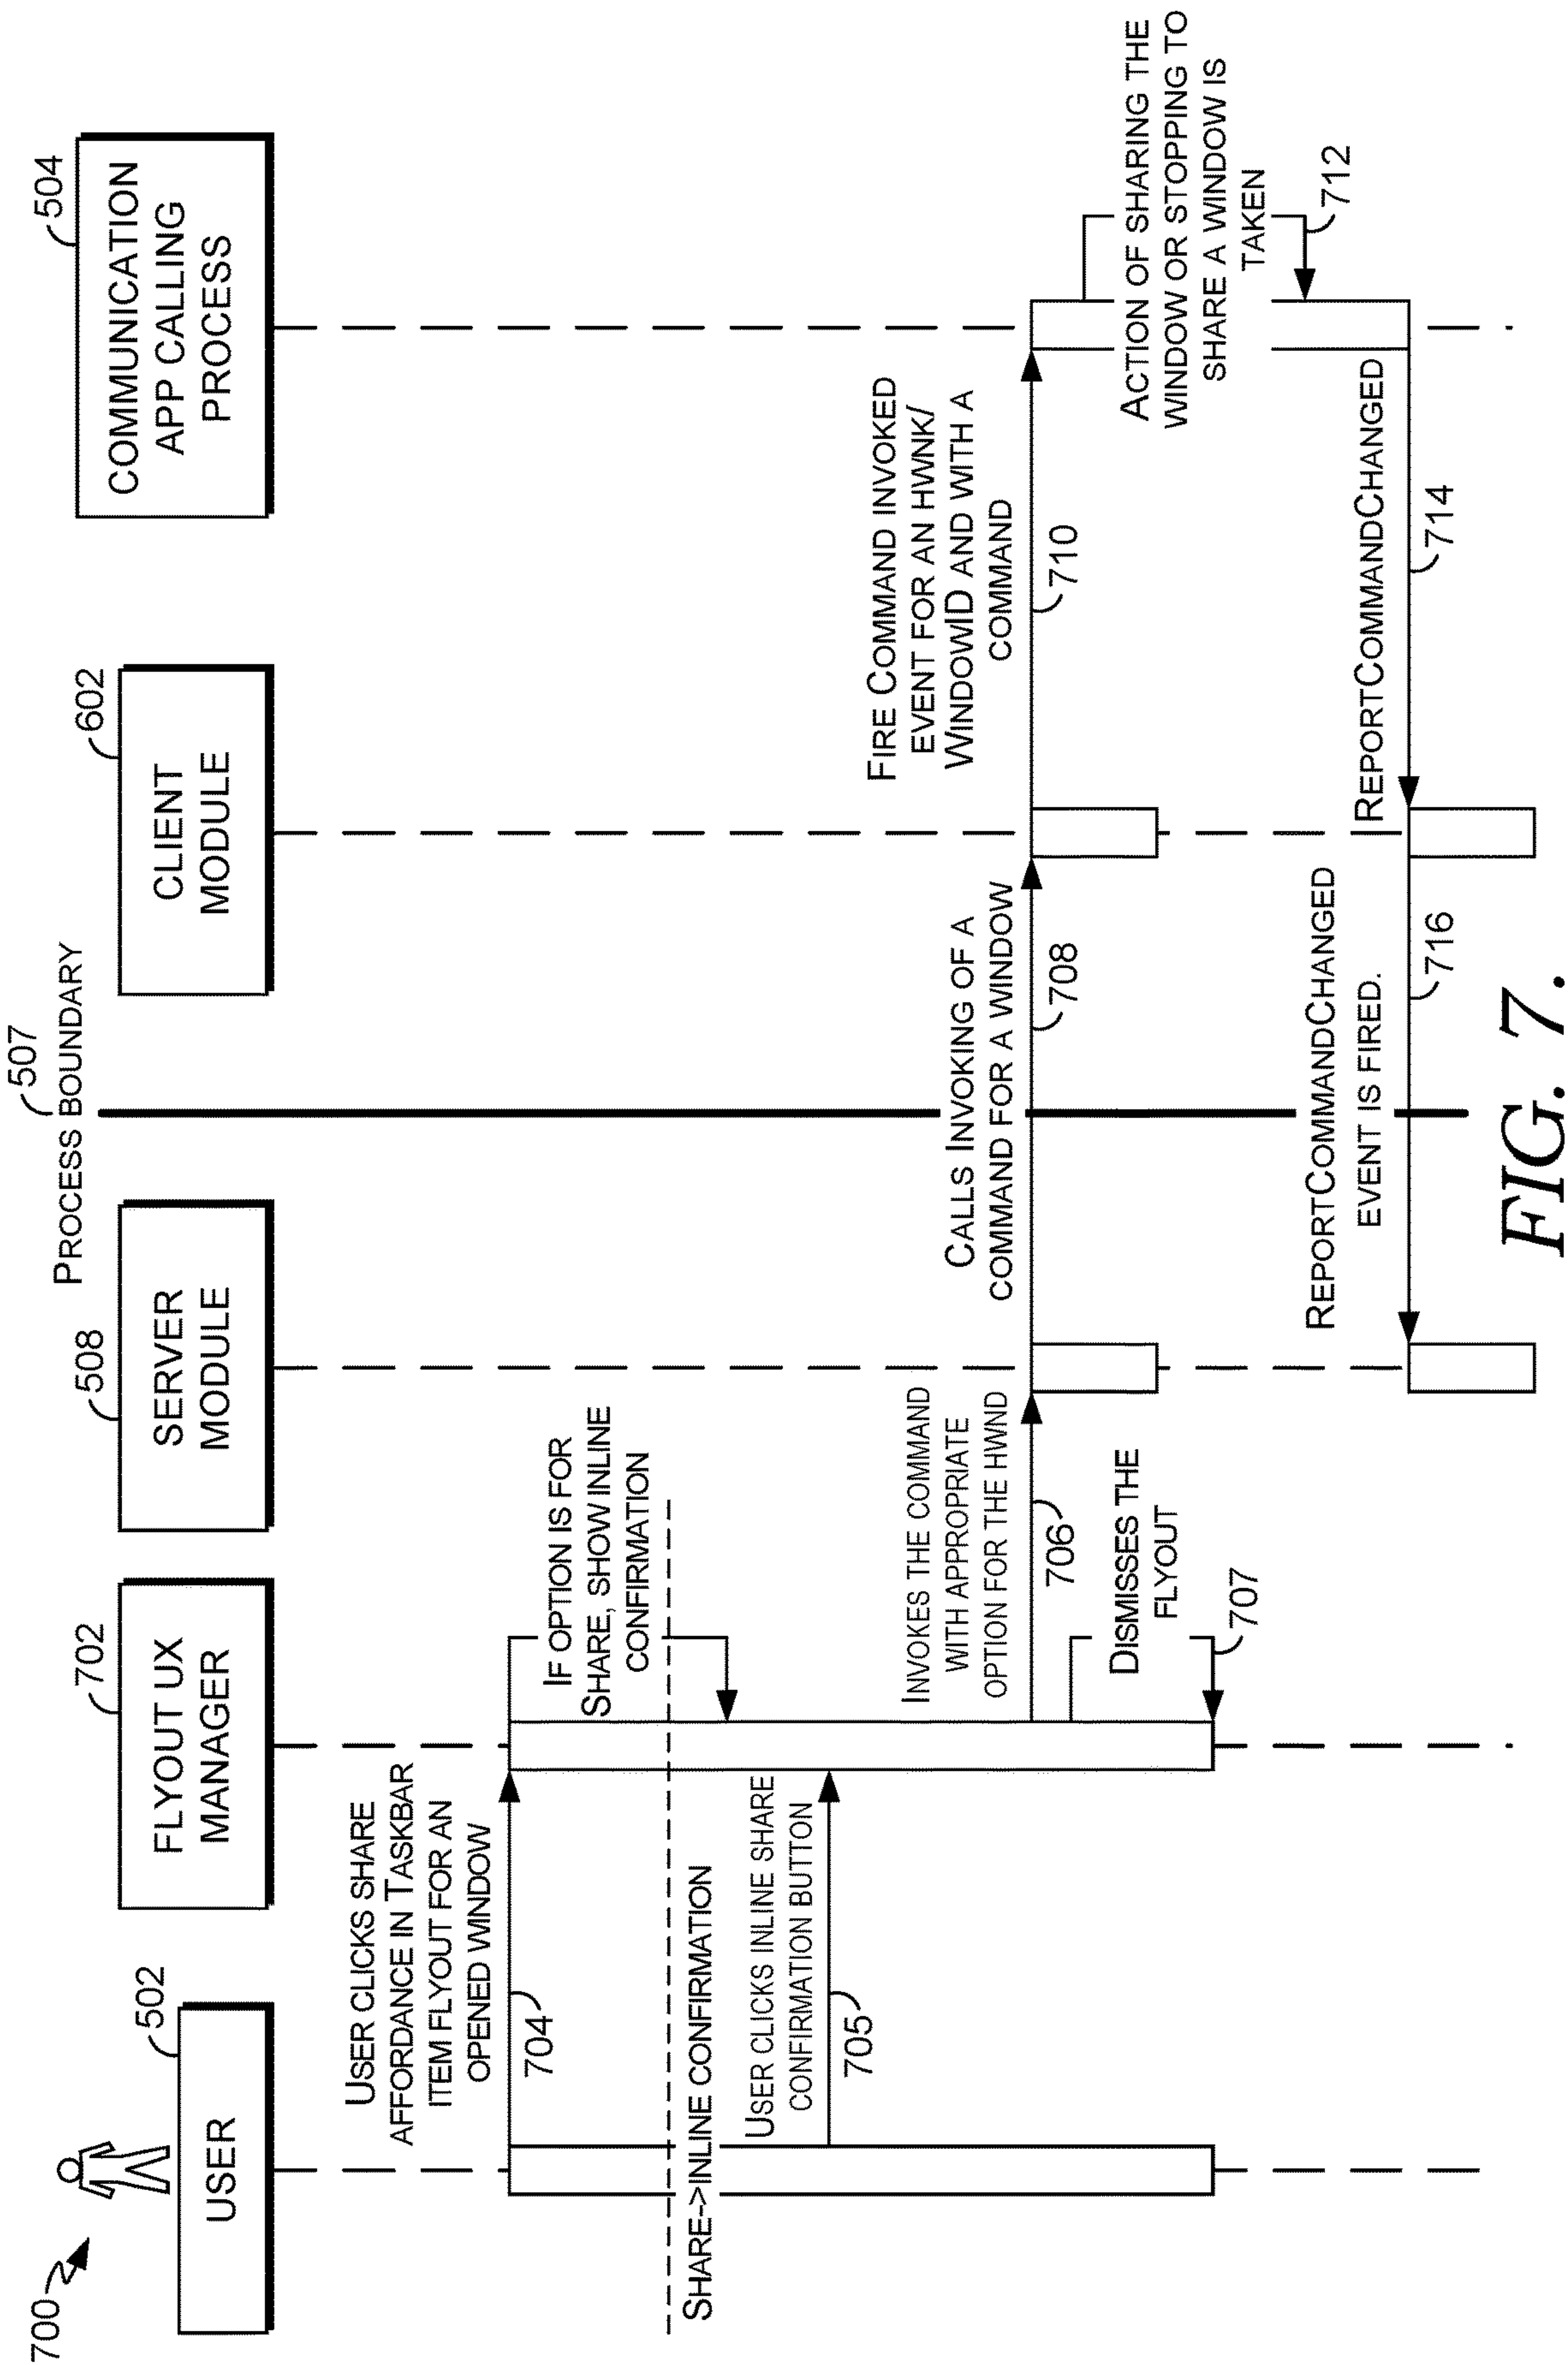 700
502
USER
702
FLYOUT UX
MANAGER
508
SERVER
MODULE
507
PROCESS BOUNDARY
602
CLIENT
MODULE
504
COMMUNICATION
APP CALLING
PROCESS
USER CLICKS SHARE
AFFORDANCE IN TASKBAR
ITEM FLYOUT FOR AN
OPENED WINDOW
704
IF OPTION IS FOR
SHARE, SHOW INLINE
CONFIRMATION
SHARE->INLINE CONFIRMATION
USER CLICKS INLINE SHARE
CONFIRMATION BUTTON
705
INVOKES THE COMMAND
WITH APPROPRIATE
OPTION FOR THE HWND
706
DISMISSES THE
FLYOUT
707
CALLS INVOKING OF A
COMMAND FOR A WINDOW
708
FIRE COMMAND INVOKED
EVENT FOR AN HWNK/
WINDOWID AND WITH A
COMMAND
710
ACTION OF SHARING THE
WINDOW OR STOPPING TO
SHARE A WINDOW IS
TAKEN
712
REPORTCOMMANDCHANGED
714
REPORTCOMMANDCHANGED
EVENT IS FIRED.
716
FIG. 7.